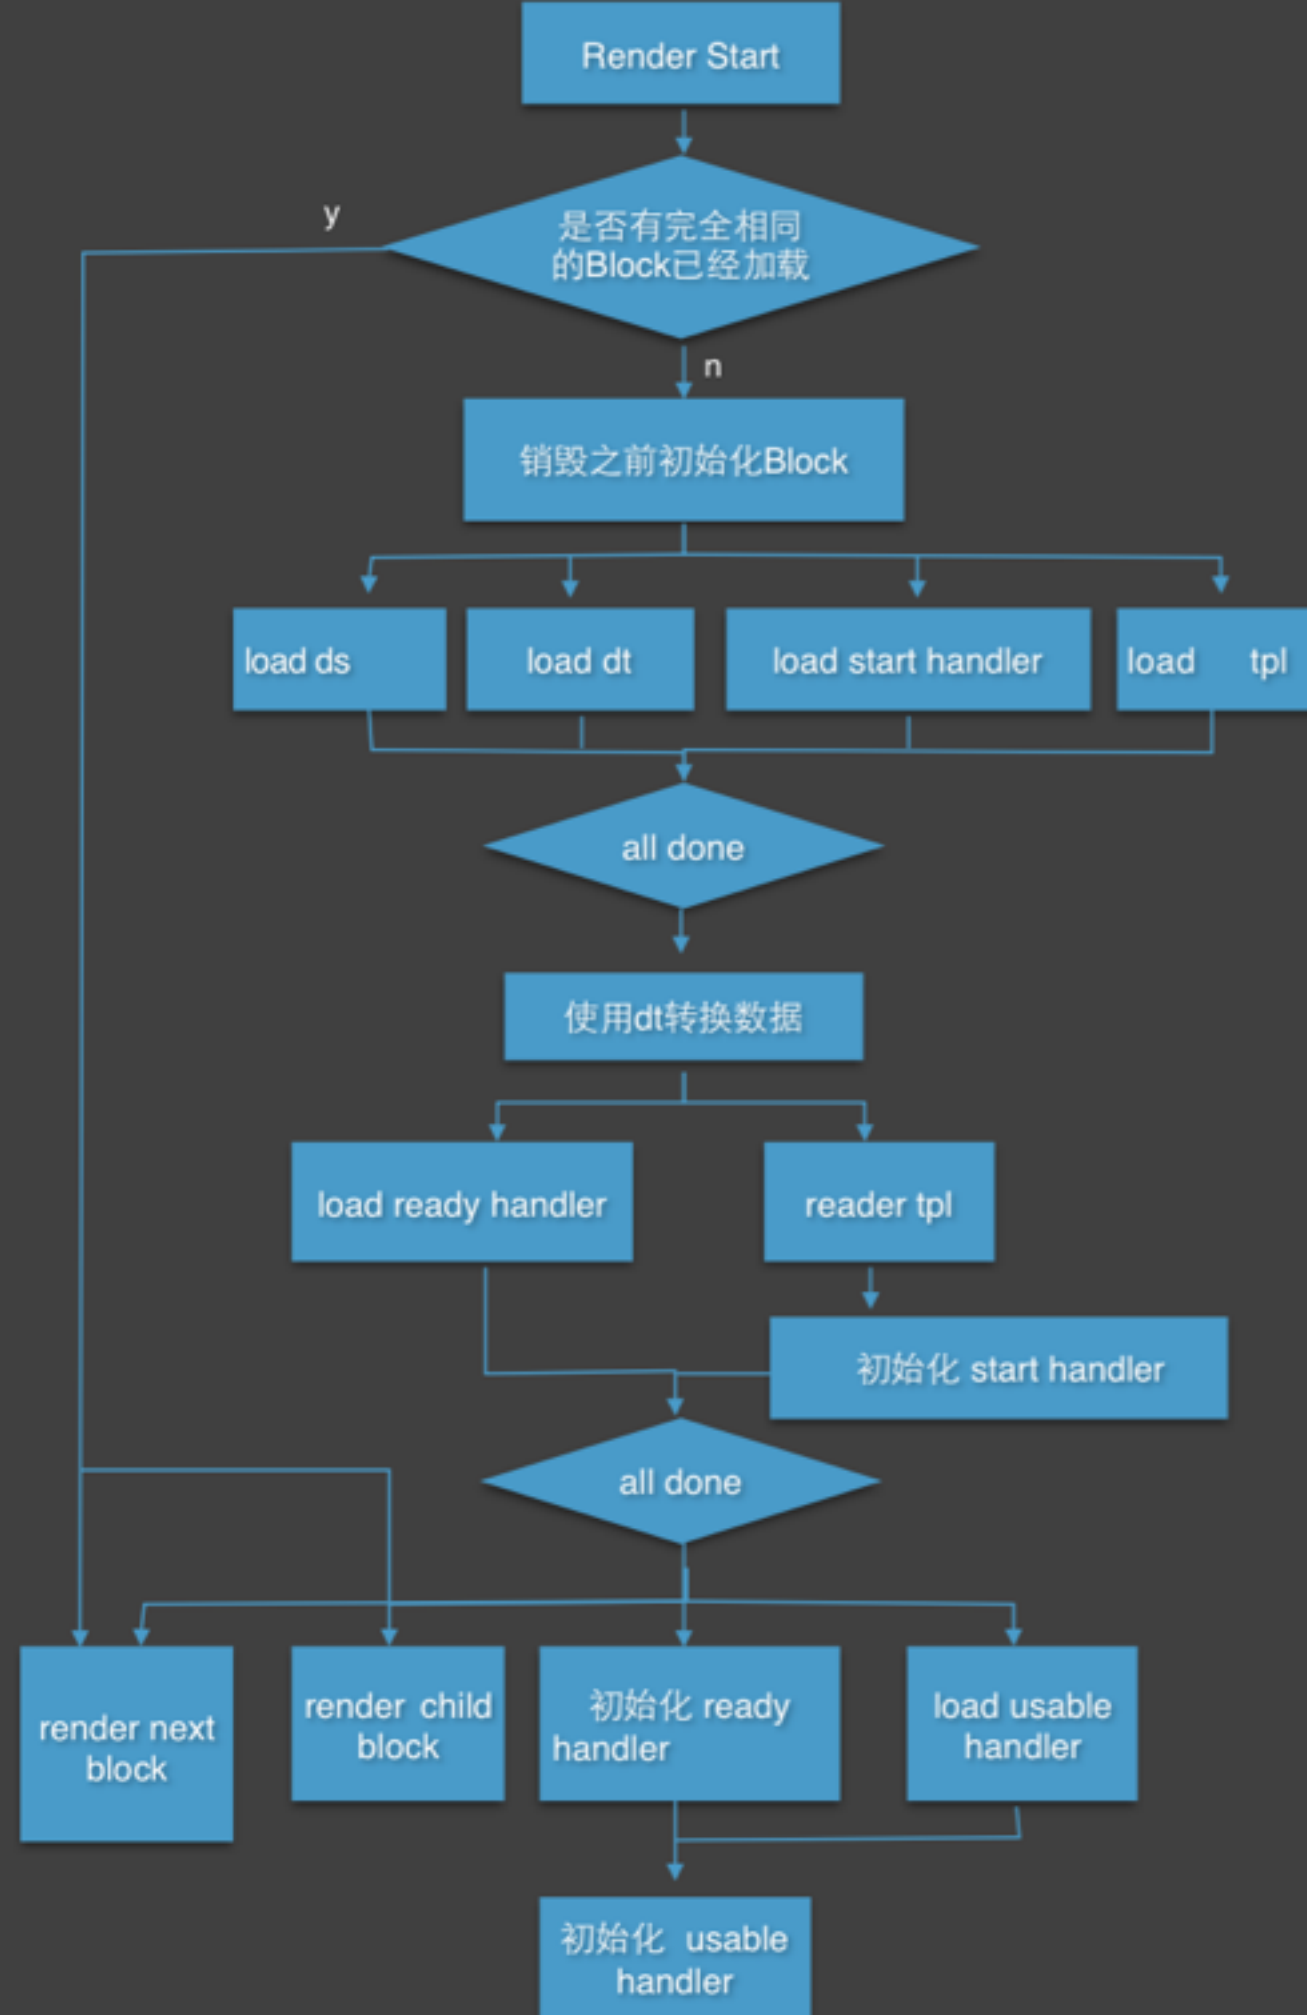 Render Start
y
是否有完全相同
的Block已经加载
n
销毁之前初始化Block
load ds
load dt
load start handler
load tpl
all done
使用dt转换数据
load ready handler
reader tpl
初始化 start handler
all done
render next
block
render child
block
初始化 ready
handler
load usable
handler
初始化 usable
handler